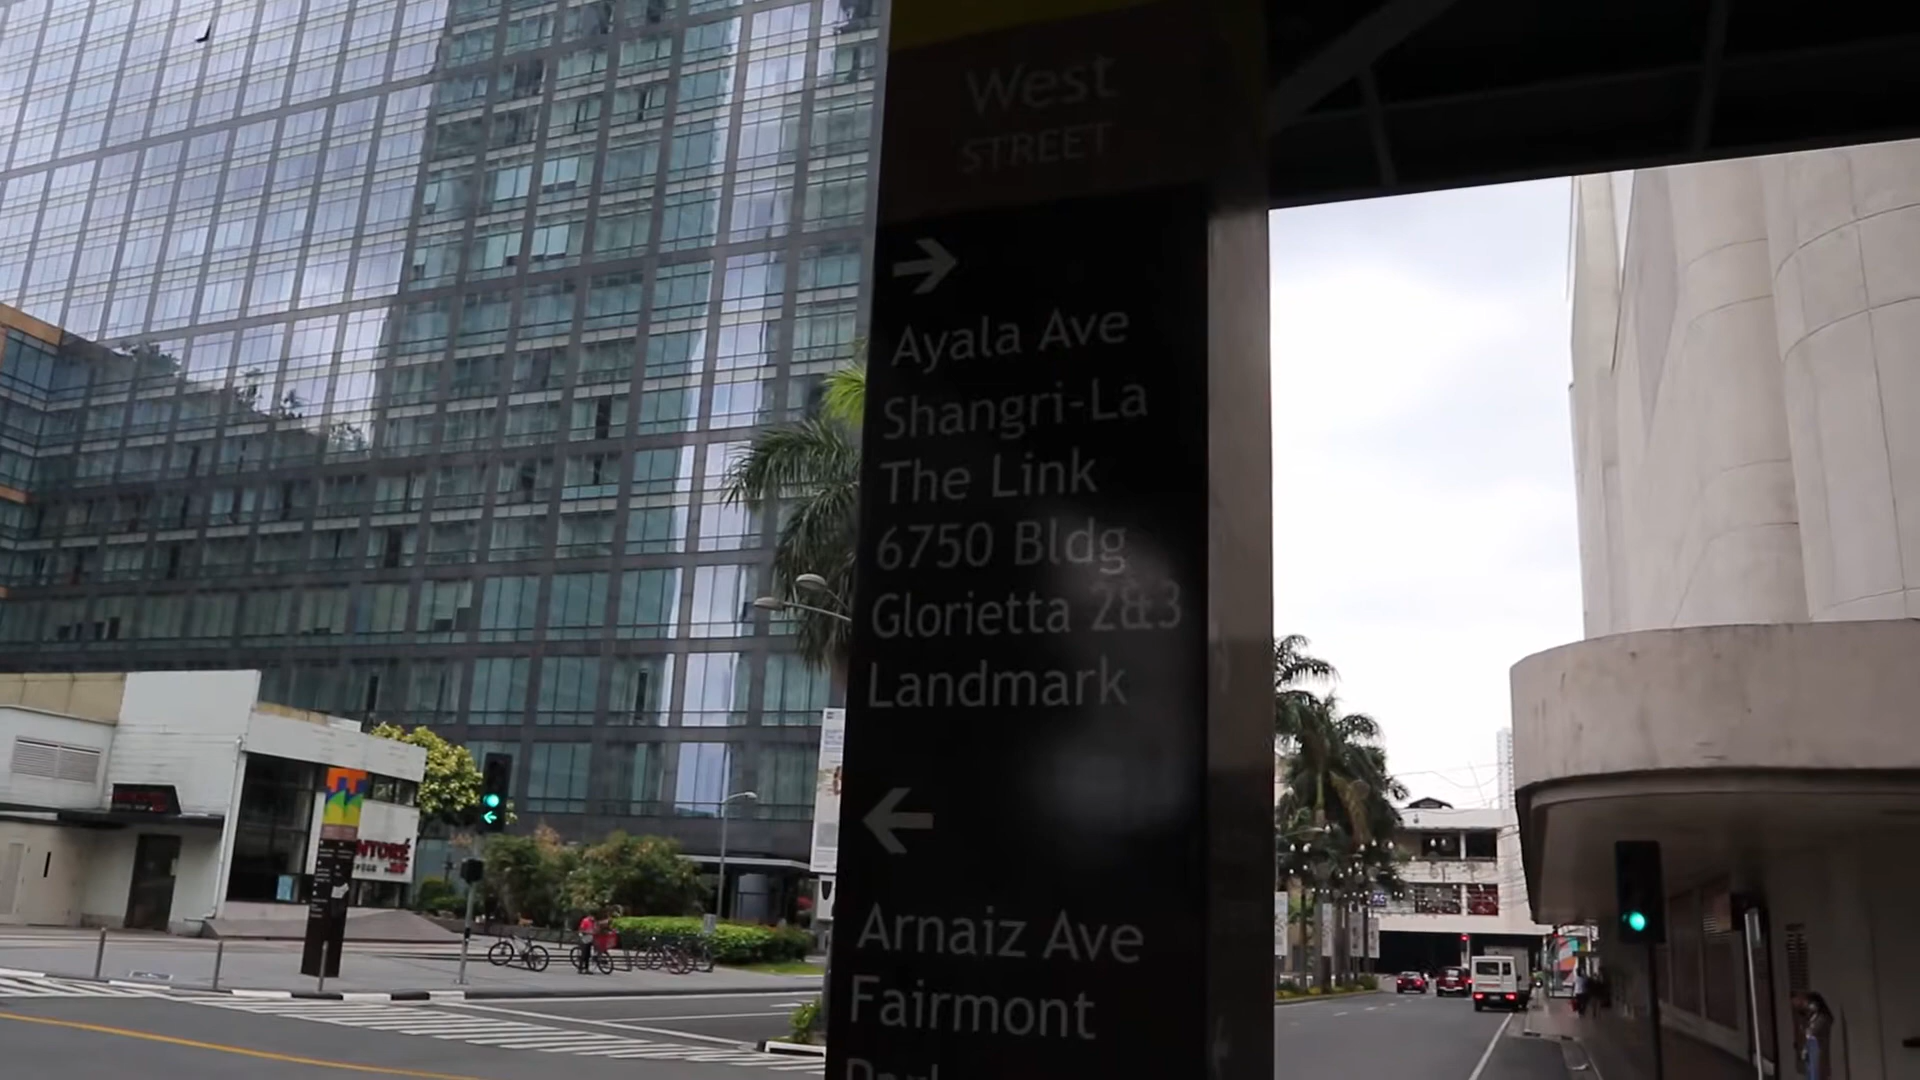 West
STREET
→
Ayala Ave
Shangri-La
The Link
6750 Bldg
Glorietta 2&3
Landmark
←
Arnaiz Ave
Fairmont